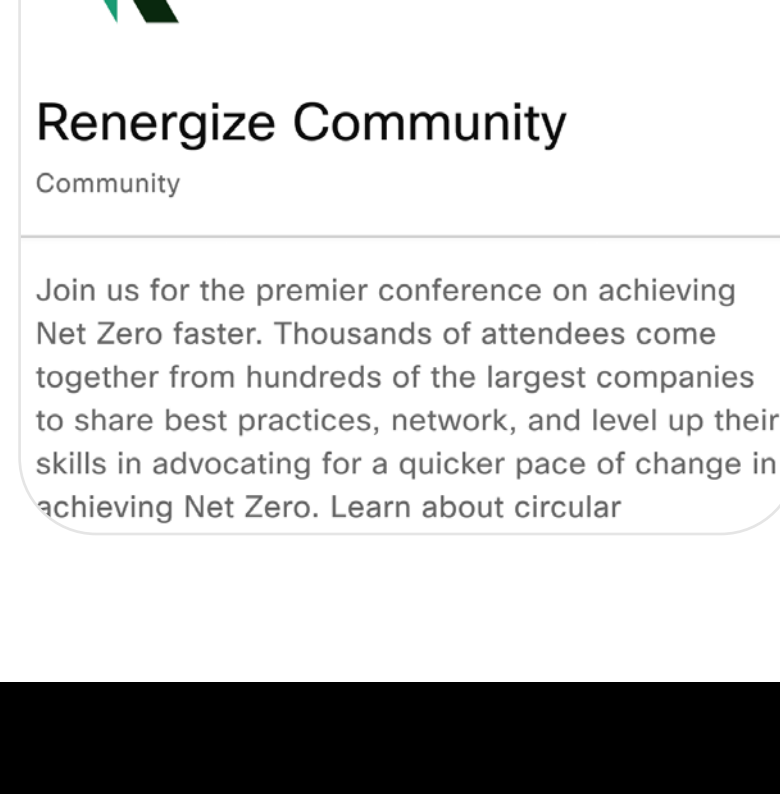 Renergize Community
Community
Join us for the premier conference on achieving
Net Zero faster. Thousands of attendees come
together from hundreds of the largest companies
to share best practices, network, and level up their
skills in advocating for a quicker pace of change in
achieving Net Zero. Learn about circular